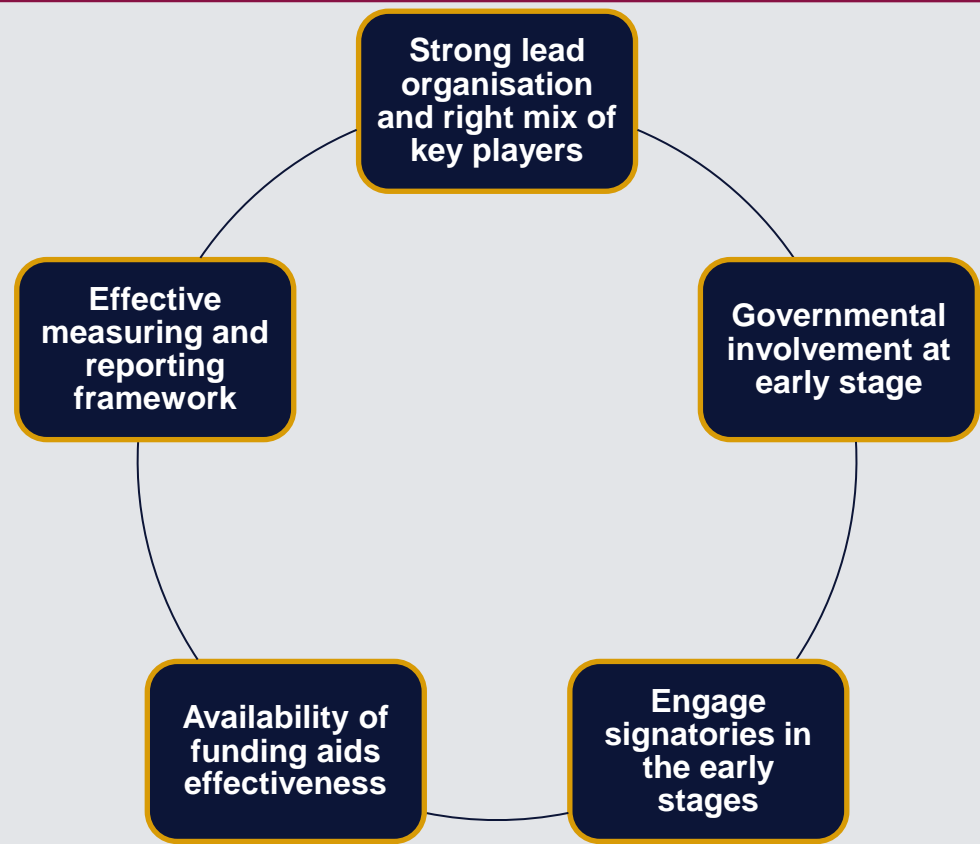 Strong lead
organisation
and right mix of
key players
Governmental
involvement at
early stage
Engage
signatories in
the early
stages
Availability of
funding aids
effectiveness
Effective
measuring and
reporting
framework